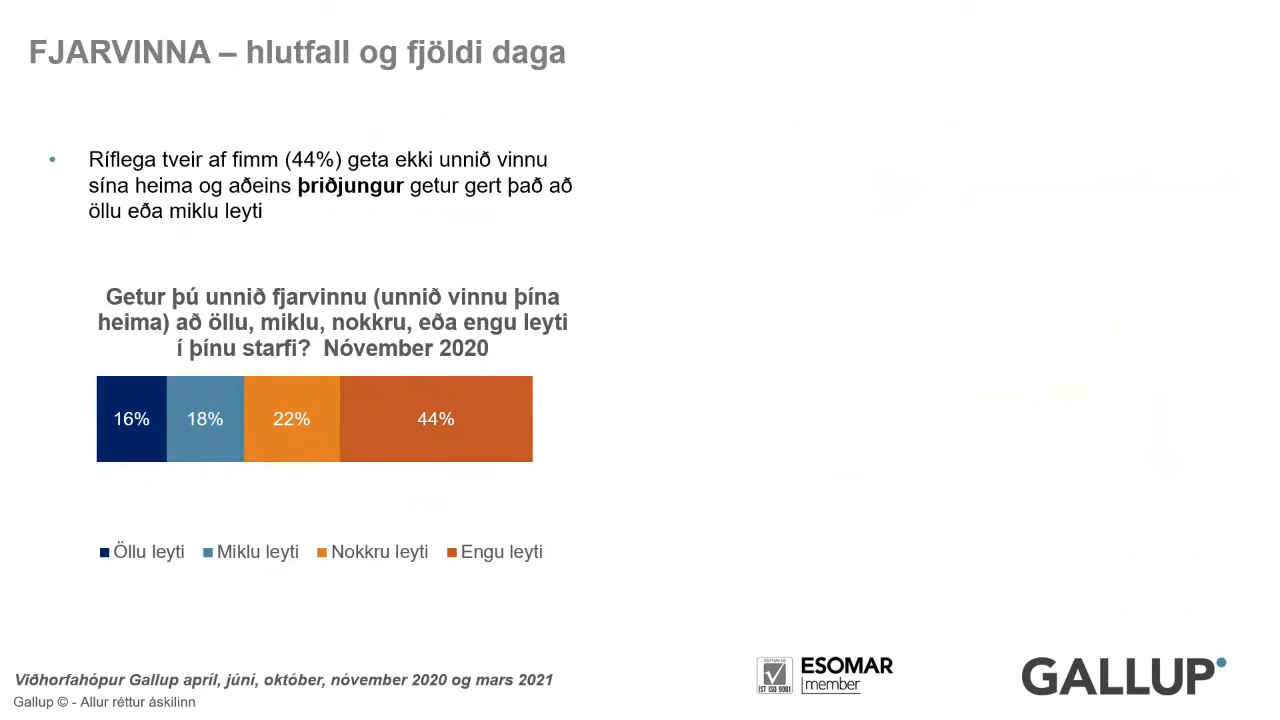 FJARVINNA – hlutfall og fjöldi daga
• Ríflega tveir af fimm (44%) geta ekki unnið vinnu
sína heima og aðeins þriðjungur getur gert það að
öllu eða miklu leyti
Getur þú unnið fjarvinnu (unnið vinnu þína
heima) að öllu, miklu, nokkru, eða engu leyti
í þínu starfi? Nóvember 2020
16% 18% 22% 44%
Öllu leyti Miklu leyti Nokkru leyti Engu leyti
Viðhorfahópur Gallup apríl, júní, október, nóvember 2020 og mars 2021
Gallup © - Allur réttur áskilinn
ÍST ISO 9001
ESOMAR
member
GALLUP